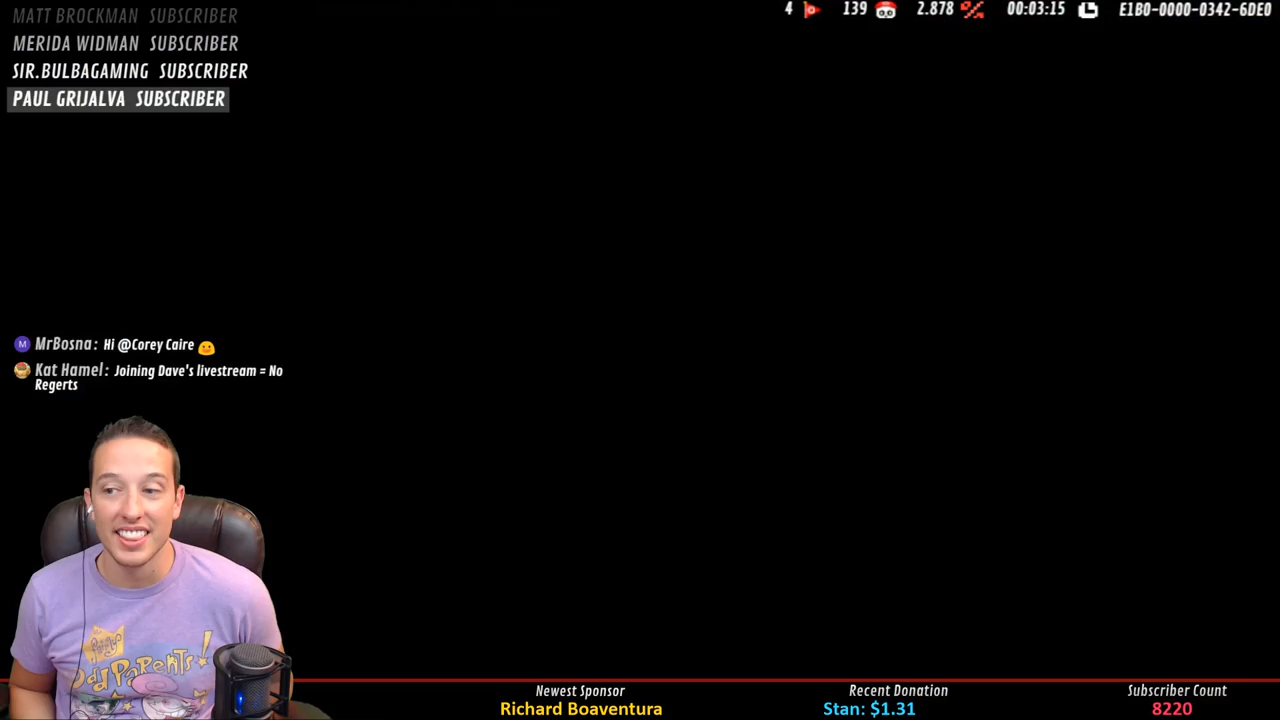 MATT BROCKMAN SUBSCRIBER
4 139 2.878 00:03:15 E1B0-0000-0342-6DE0
MERIDA WIDMAN SUBSCRIBER
SIR.BULBAGAMING SUBSCRIBER
PAUL GRIJALVA SUBSCRIBER
M MrBosna: Hi @Corey Caire
Kat Hamel: Joining Dave's livestream = No
Regerts
OddParents!
Newest Sponsor Recent Donation Subscriber Count
Richard Boaventura Stan: $1.31 8220